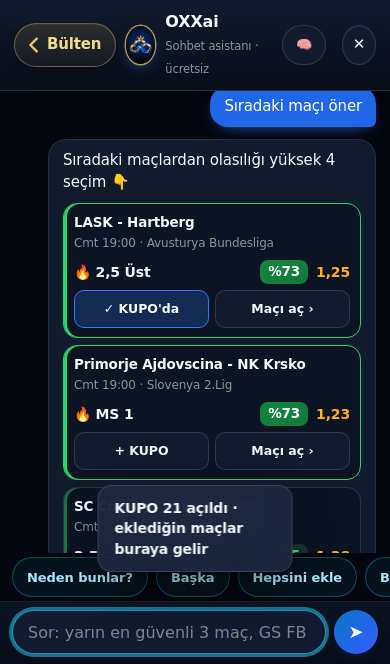 Bülten
OXXai
Sohbet asistanı ·
ücretsiz
Sıradaki maçı öner
Sıradaki maçlardan olasılığı yüksek 4
seçim 👇
LASK - Hartberg
Cmt 19:00 · Avusturya Bundesliga
🔥 2,5 Üst %73 1,25
✓ KUPO'da Maçı aç ›
Primorje Ajdovscina - NK Krsko
Cmt 19:00 · Slovenya 2.Lig
🔥 MS 1 %73 1,23
+ KUPO Maçı aç ›
SC
Cmt
KUPO 21 açıldı ·
eklediğin maçlar
buraya gelir
Neden bunlar? Başka Hepsini ekle B
Sor: yarın en güvenli 3 maç, GS FB